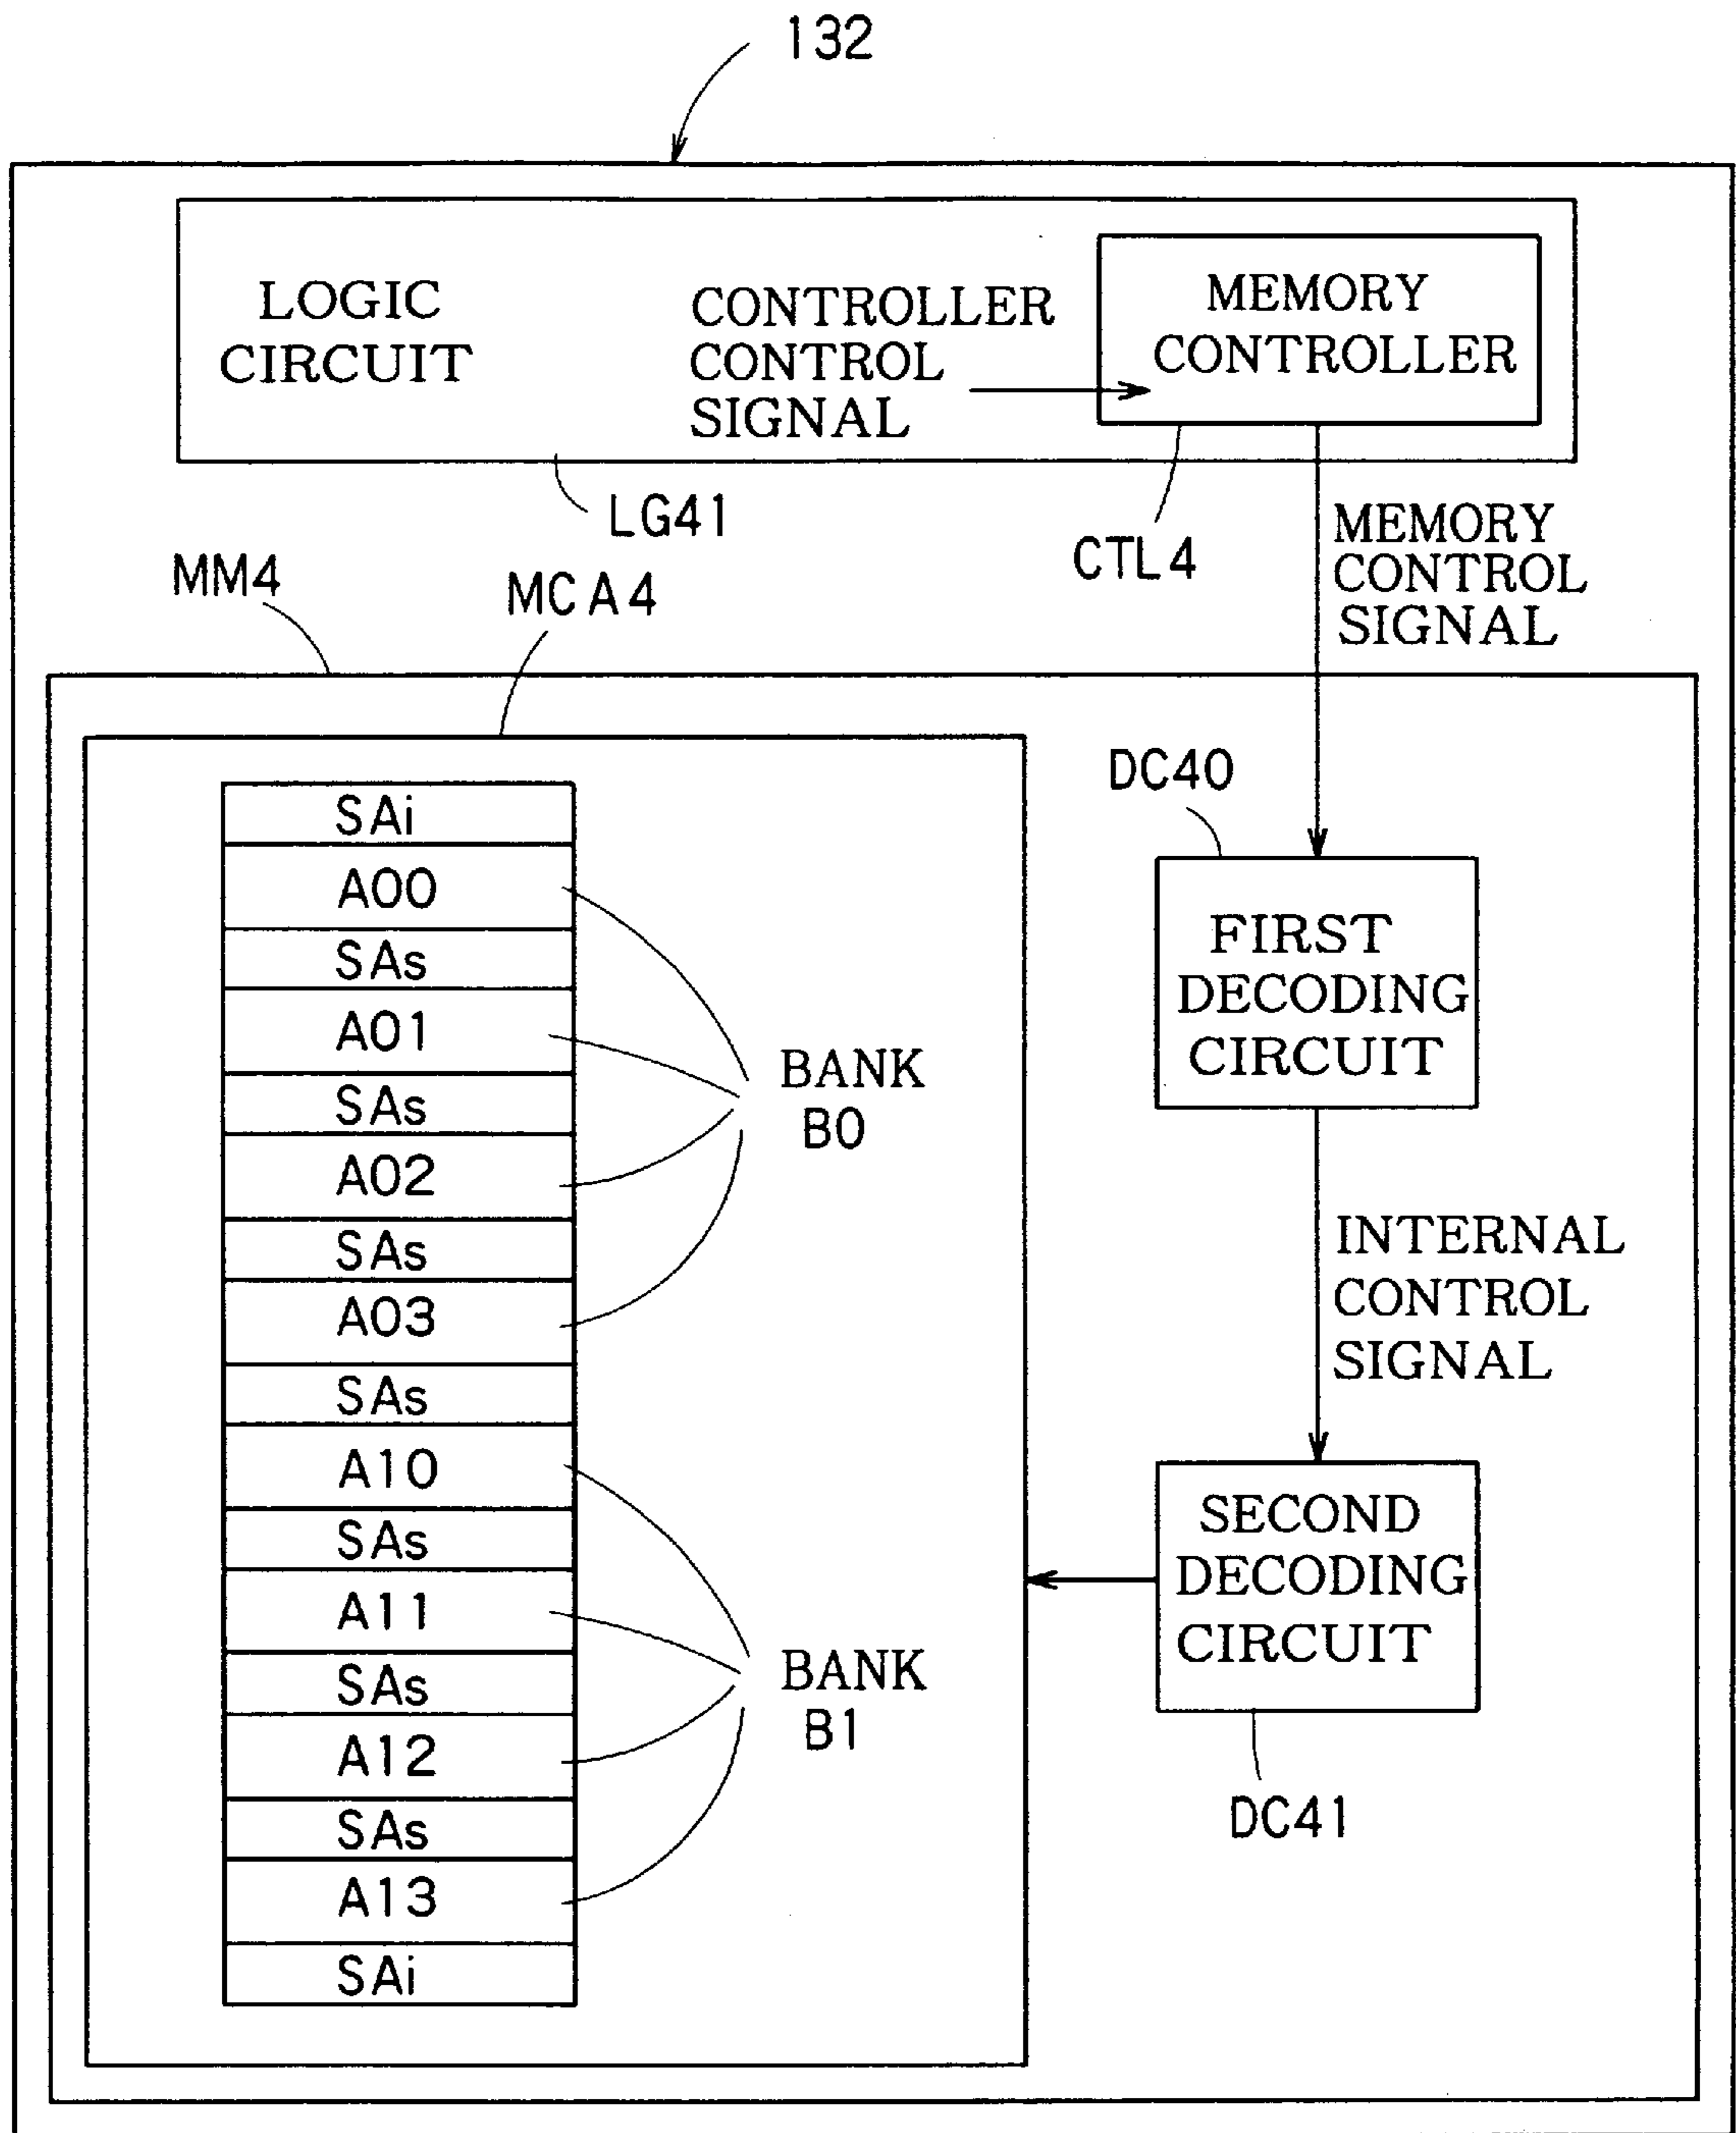 132
LOGIC
CIRCUIT
CONTROLLER
CONTROL
SIGNAL
MEMORY
CONTROLLER
LG41
CTL4
MEMORY
CONTROL
SIGNAL
MM4
MCA4
SAi
A00
SAs
A01
SAs
A02
SAs
A03
SAs
A10
SAs
A11
SAs
A12
SAs
A13
SAi
BANK
B0
BANK
B1
DC40
FIRST
DECODING
CIRCUIT
INTERNAL
CONTROL
SIGNAL
SECOND
DECODING
CIRCUIT
DC41